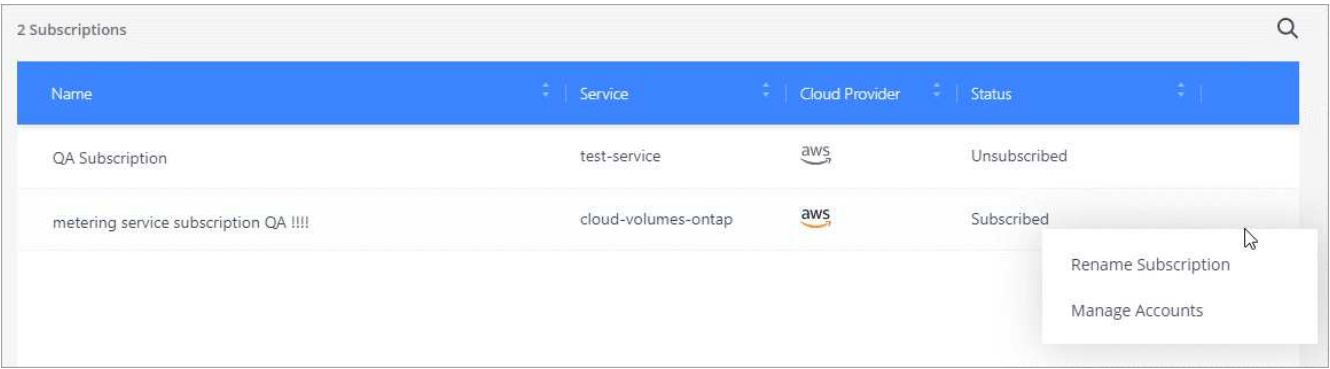 2 Subscriptions
Name Service Cloud Provider Status
QA Subscription test-service aws Unsubscribed
metering service subscription QA !!!! cloud-volumes-ontap aws Subscribed
Rename Subscription
Manage Accounts